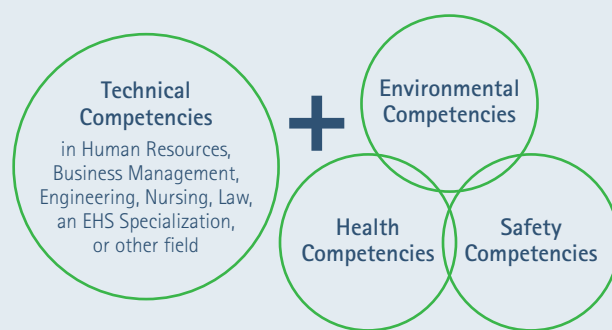 Technical
Competencies
in Human Resources,
Business Management,
Engineering, Nursing, Law,
an EHS Specialization,
or other field
+
Environmental
Competencies
Health
Competencies
Safety
Competencies